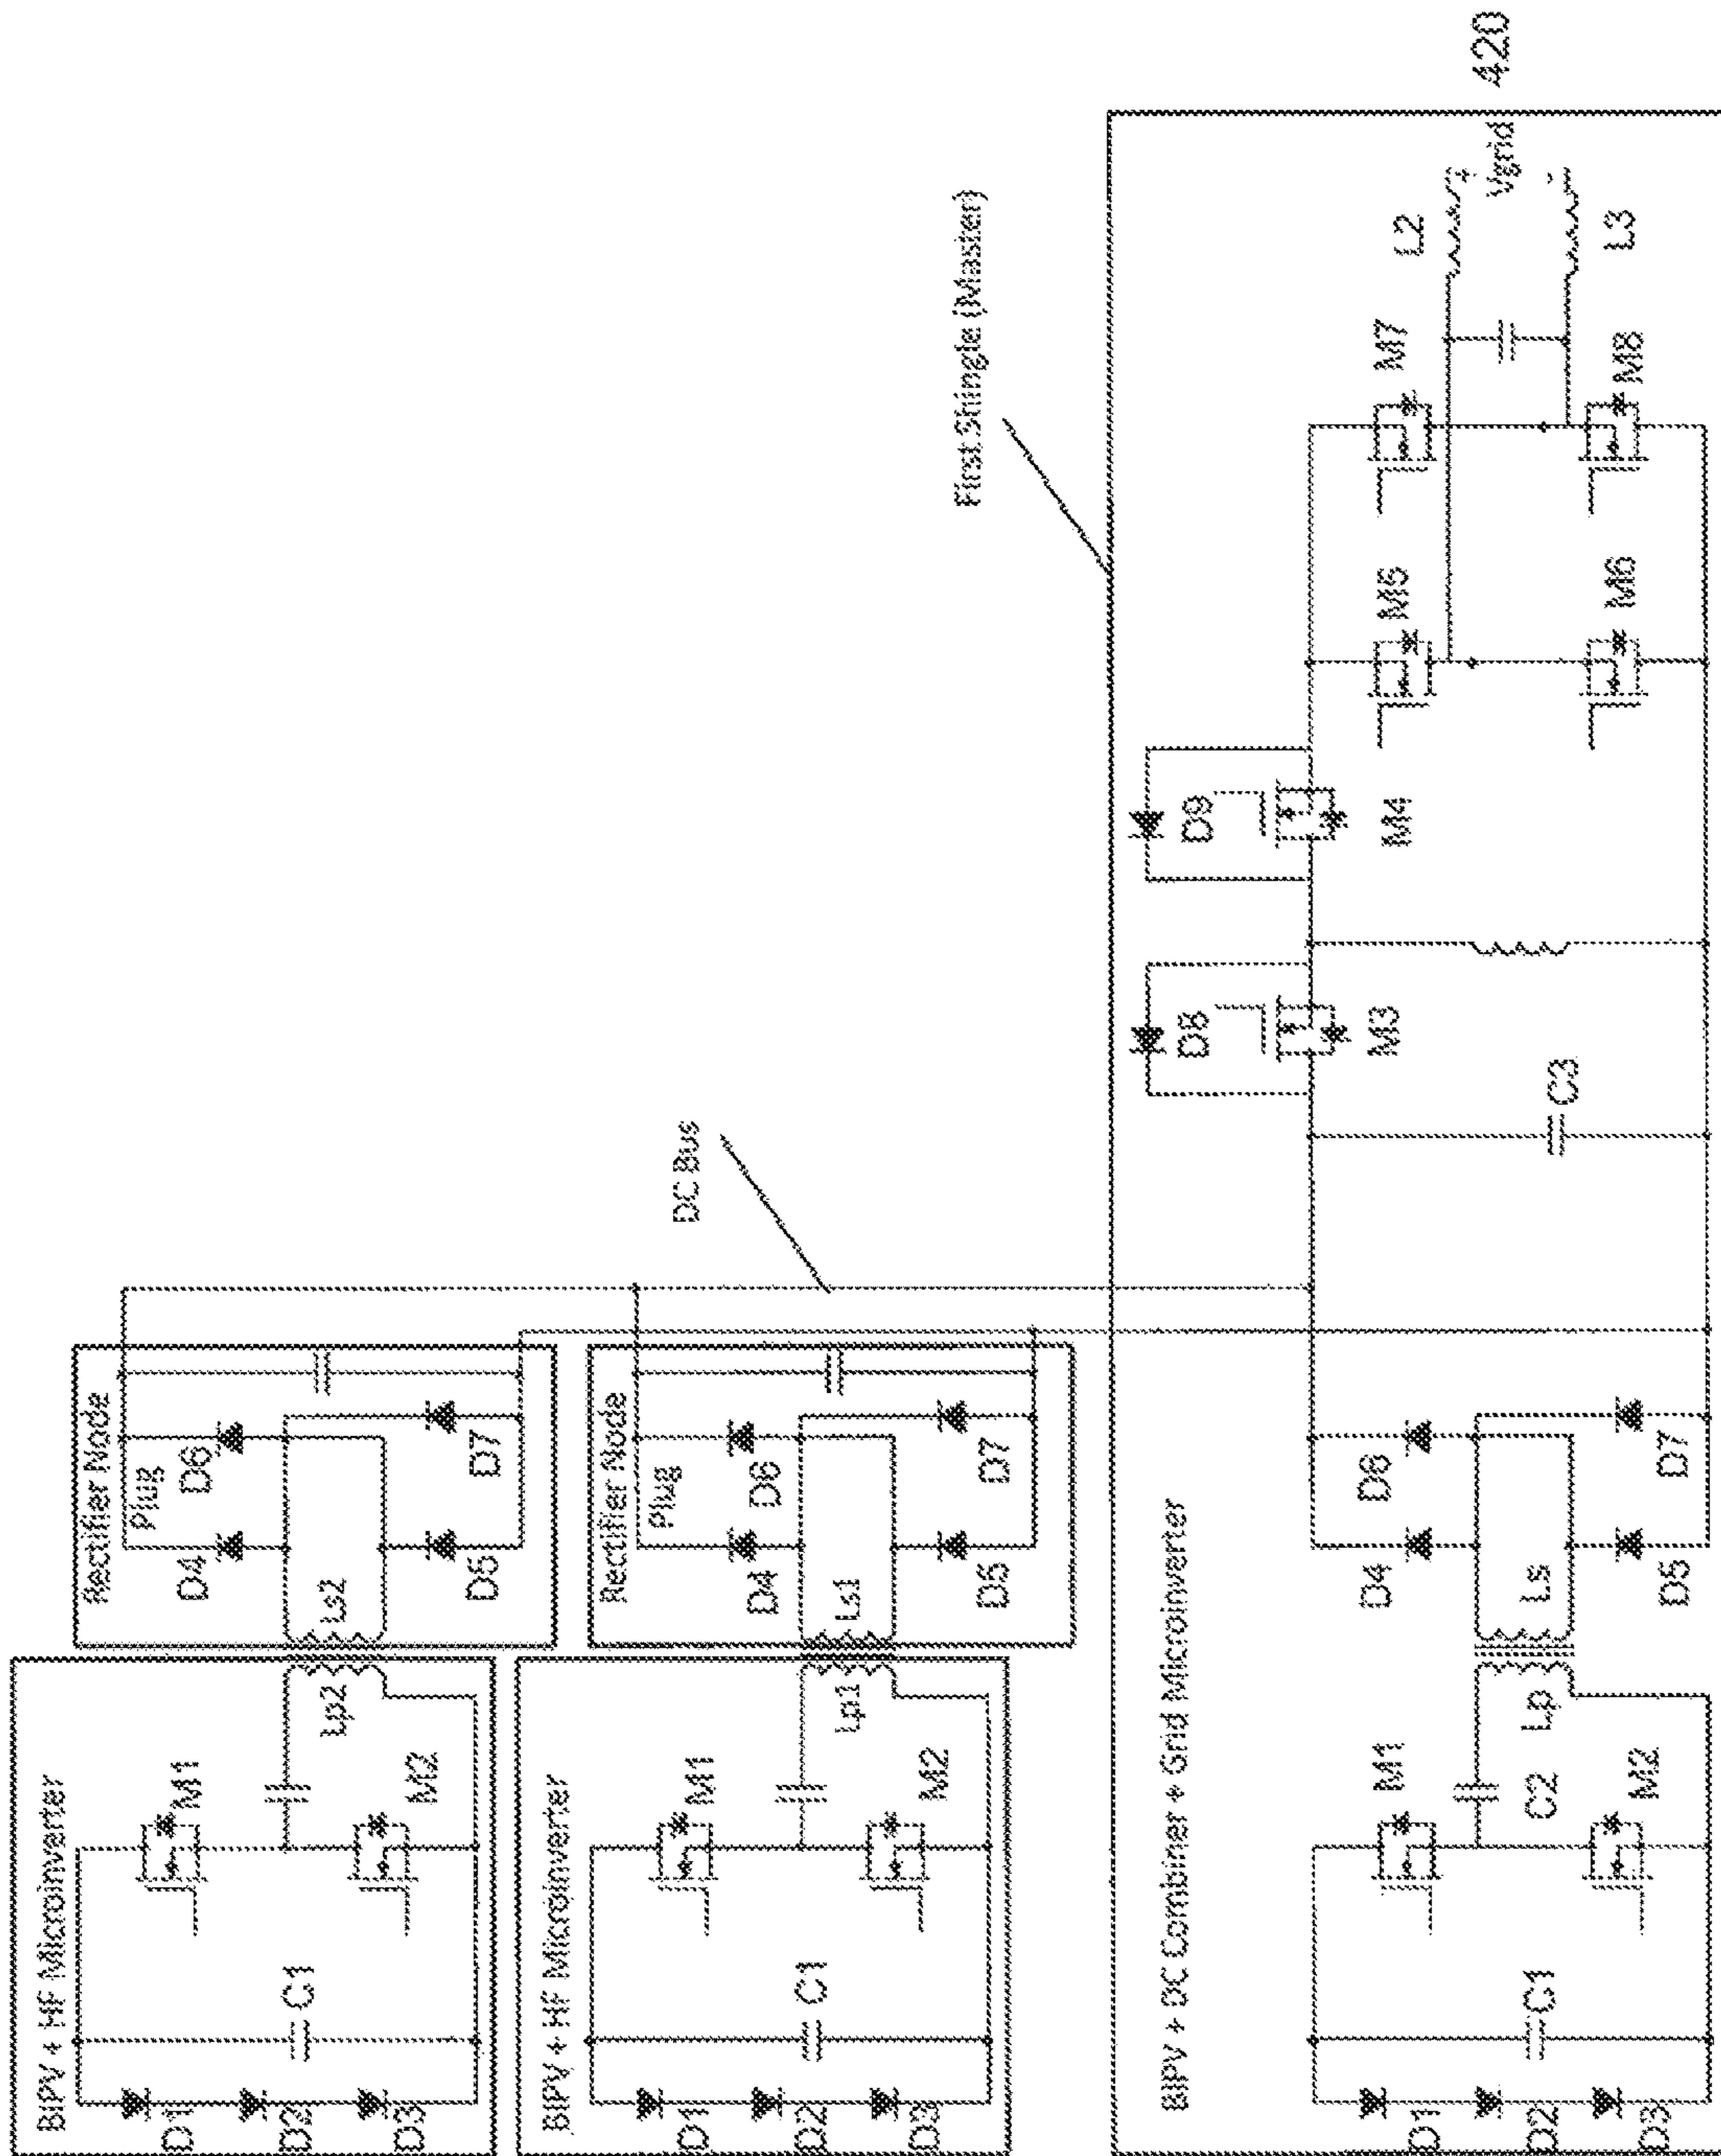 BIPV + HF Microinverter
D1
D2
D3
C1
M1
M2
Lp2
Rectifier Node
Plug
D4
D6
Ls2
D5
D7
BIPV + HF Microinverter
D1
D2
D3
C1
M1
M2
Lp1
Rectifier Node
Plug
D4
D6
Ls1
D5
D7
DC Bus
First Shingle (Master)
BIPV + DC Combiner + Grid Microinverter
D1
D2
D3
C1
M1
C2
M2
Lp
Ls
D4
D6
D5
D7
C3
D8
M3
D9
M4
M5
M6
M7
M8
L2
L3
+
Vgrid
-
420